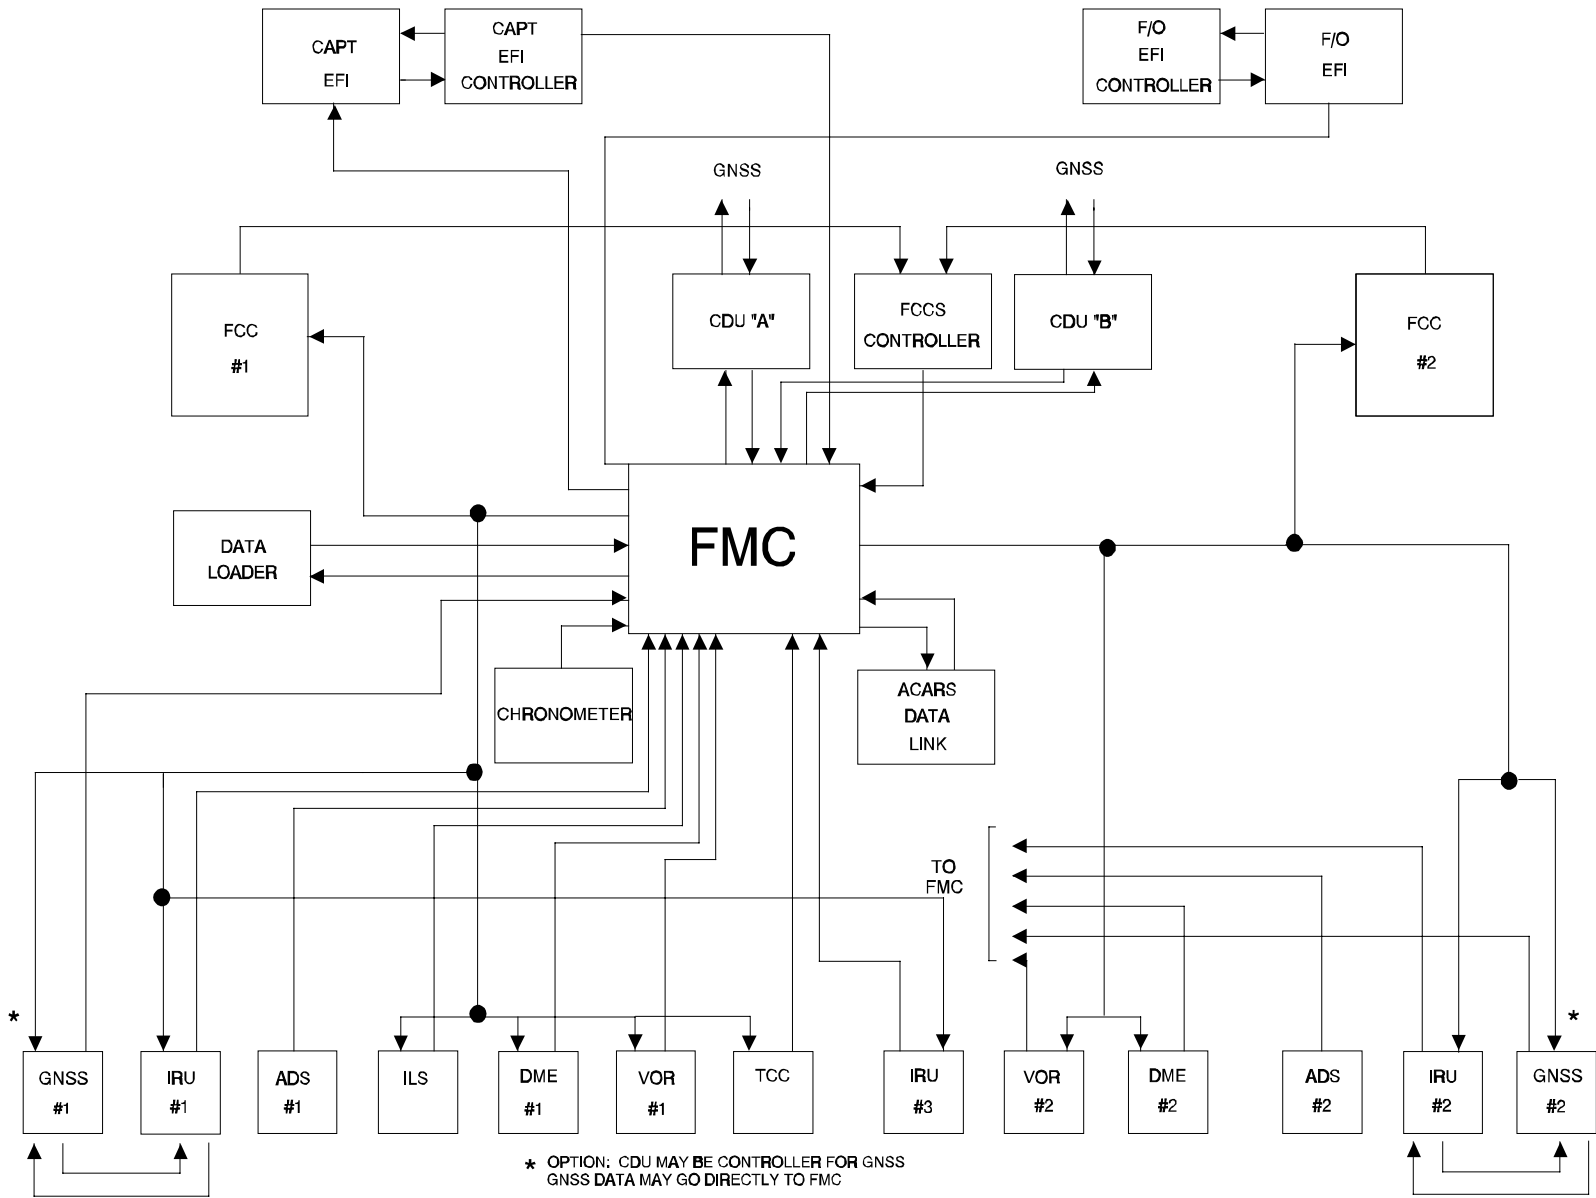 CAPT
EFI
CAPT
EFI
CONTROLLER
F/O
EFI
CONTROLLER
F/O
EFI
GNSS
GNSS
FCC
#1
CDU "A"
FCCS
CONTROLLER
CDU "B"
FCC
#2
DATA
LOADER
FMC
CHRONOMETER
ACARS
DATA
LINK
TO
FMC
*
*
GNSS
#1
IRU
#1
ADS
#1
ILS
DME
#1
VOR
#1
TCC
IRU
#3
VOR
#2
DME
#2
ADS
#2
IRU
#2
GNSS
#2
* OPTION: CDU MAY BE CONTROLLER FOR GNSS
GNSS DATA MAY GO DIRECTLY TO FMC